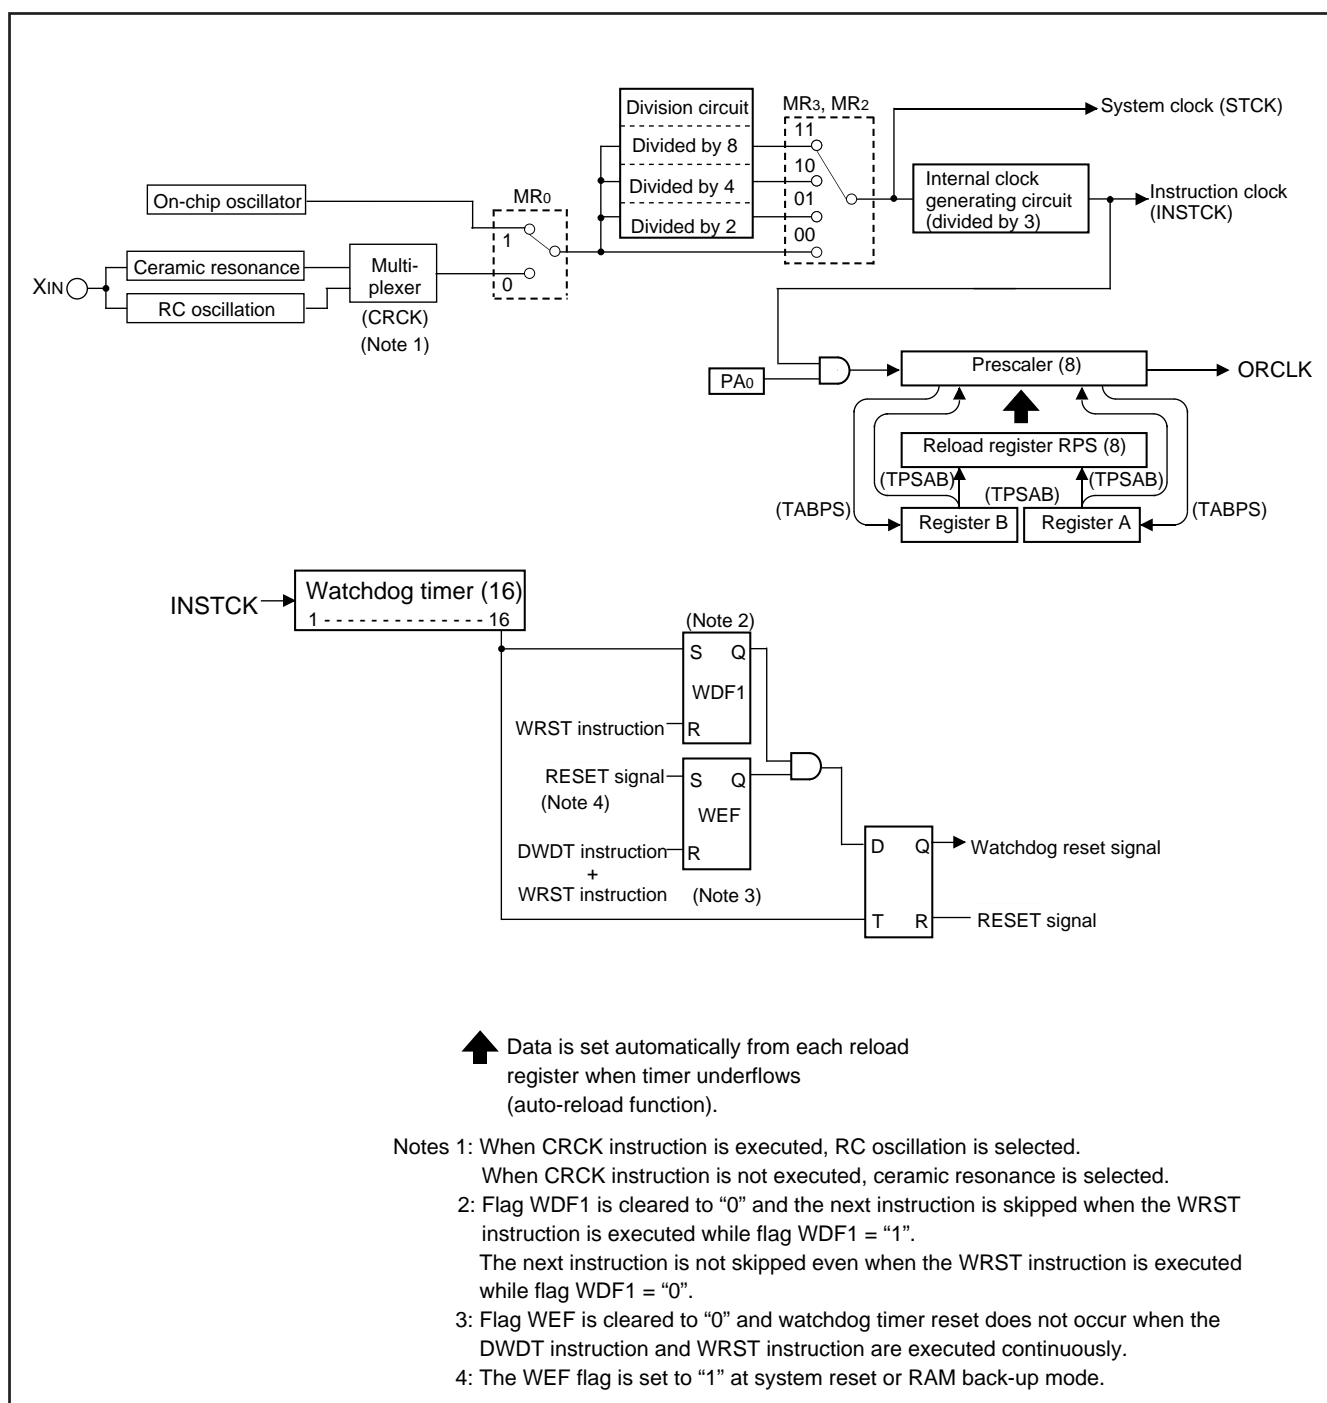 Division circuit
MR3, MR2
System clock (STCK)
11
Divided by 8
10
Divided by 4
01
Divided by 2
00
Internal clock
generating circuit
(divided by 3)
Instruction clock
(INSTCK)
On-chip oscillator
MR0
1
0
XIN
Ceramic resonance
RC oscillation
Multi-
plexer
(CRCK)
(Note 1)
PA0
Prescaler (8)
ORCLK
Reload register RPS (8)
(TPSAB)
(TPSAB)
(TPSAB)
(TABPS)
Register B
Register A
(TABPS)
INSTCK
Watchdog timer (16)
1 - - - - - - - - - - - - - - 16
(Note 2)
S Q
WDF1
WRST instruction
R
RESET signal
S Q
(Note 4)
WEF
DWDT instruction
R
+
WRST instruction
(Note 3)
D Q
Watchdog reset signal
T R
RESET signal
Data is set automatically from each reload
register when timer underflows
(auto-reload function).
Notes 1: When CRCK instruction is executed, RC oscillation is selected.
When CRCK instruction is not executed, ceramic resonance is selected.
2: Flag WDF1 is cleared to “0” and the next instruction is skipped when the WRST
instruction is executed while flag WDF1 = “1”.
The next instruction is not skipped even when the WRST instruction is executed
while flag WDF1 = “0”.
3: Flag WEF is cleared to “0” and watchdog timer reset does not occur when the
DWDT instruction and WRST instruction are executed continuously.
4: The WEF flag is set to “1” at system reset or RAM back-up mode.